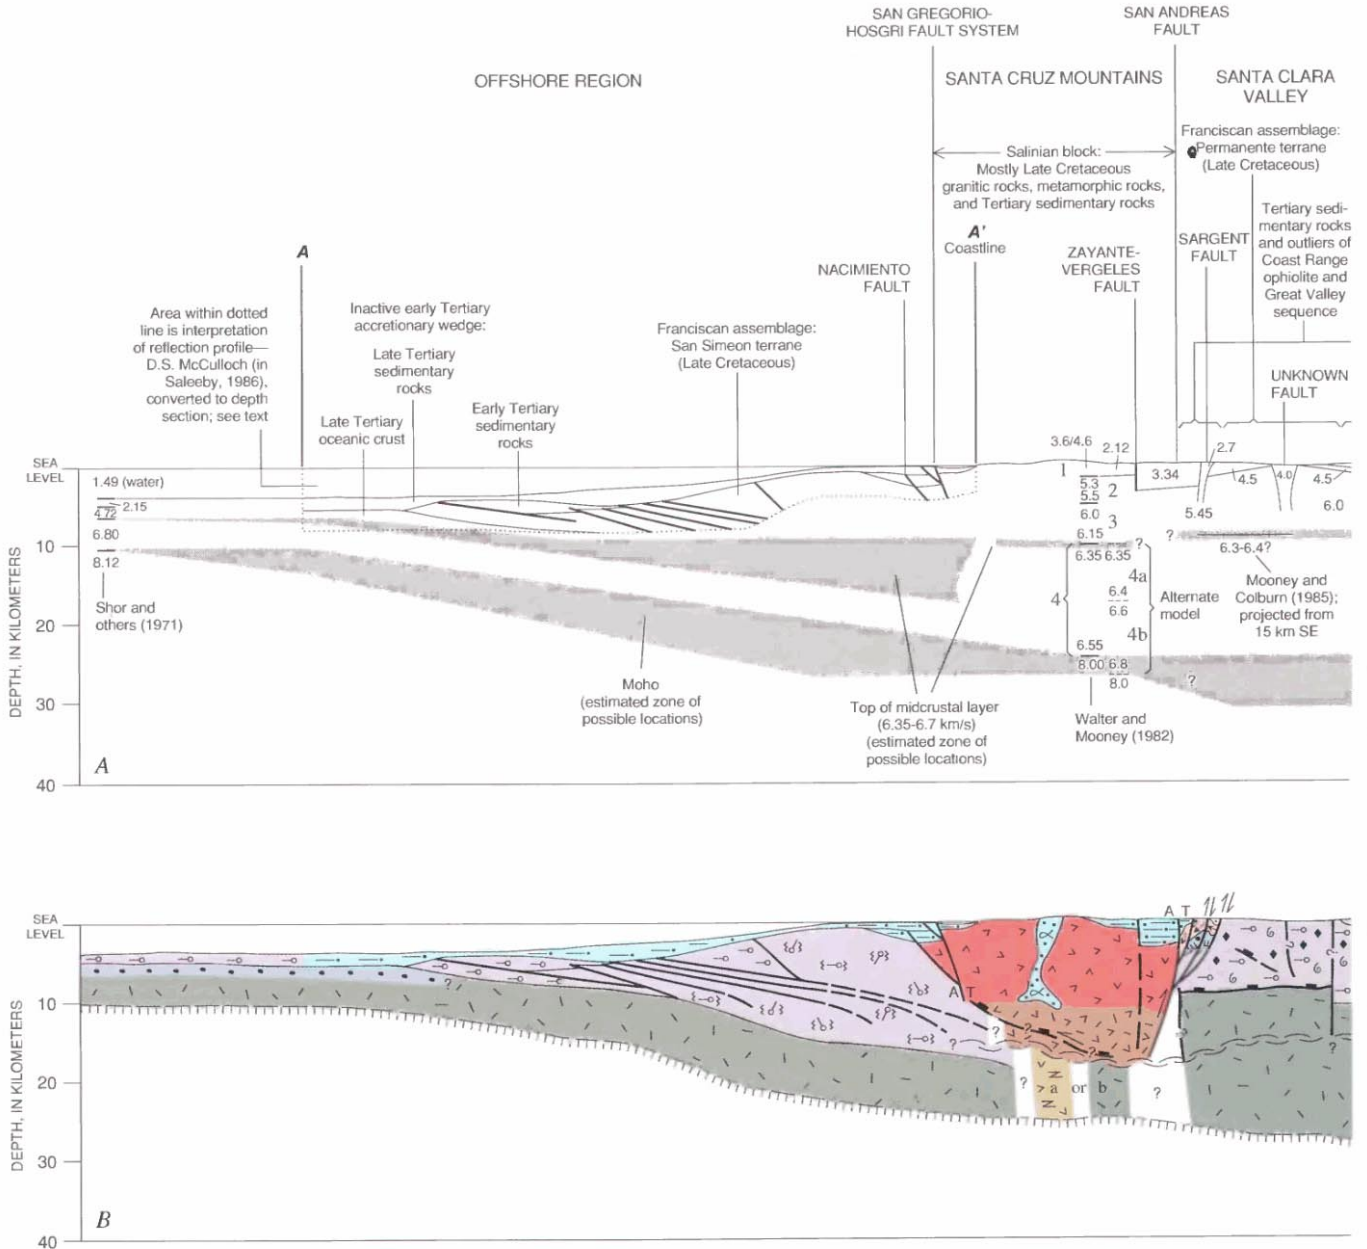 SAN GREGORIO-
HOSGRI FAULT SYSTEM
SAN ANDREAS
FAULT
OFFSHORE REGION
SANTA CRUZ MOUNTAINS
SANTA CLARA
VALLEY
Salinian block:
Mostly Late Cretaceous
granitic rocks, metamorphic rocks,
and Tertiary sedimentary rocks
Franciscan assemblage:
Permanente terrane
(Late Cretaceous)
A
A'
Coastline
NACIMIENTO
FAULT
ZAYANTE-
VERGELES
FAULT
SARGENT
FAULT
Tertiary sedi-
mentary rocks
and outliers of
Coast Range
ophiolite and
Great Valley
sequence
UNKNOWN
FAULT
Area within dotted
line is interpretation
of reflection profile—
D.S. McCulloch (in
Saleeby, 1986),
converted to depth
section; see text
Inactive early Tertiary
accretionary wedge:
Late Tertiary
sedimentary
rocks
Late Tertiary
oceanic crust
Early Tertiary
sedimentary
rocks
Franciscan assemblage:
San Simeon terrane
(Late Cretaceous)
SEA
LEVEL
1.49 (water)
2.15
4.72
6.80
8.12
Shor and
others (1971)
3.6/4.6
2.12
2.7
1
5.3
5.5
2
3.34
4.5
4.0
4.5
6.0
3
5.45
6.0
6.15
?
?
6.3-6.4?
6.35 6.35
4a
4
6.4
6.6
4b
6.55
8.00 6.8
8.0
?
Alternate
model
Mooney and
Colburn (1985);
projected from
15 km SE
Walter and
Mooney (1982)
Moho
(estimated zone of
possible locations)
Top of midcrustal layer
(6.35-6.7 km/s)
(estimated zone of
possible locations)
DEPTH, IN KILOMETERS
10
20
30
40
A
SEA
LEVEL
A T
A T
?
?
?
?
?
?
?
? a or b ?
DEPTH, IN KILOMETERS
10
20
30
40
B